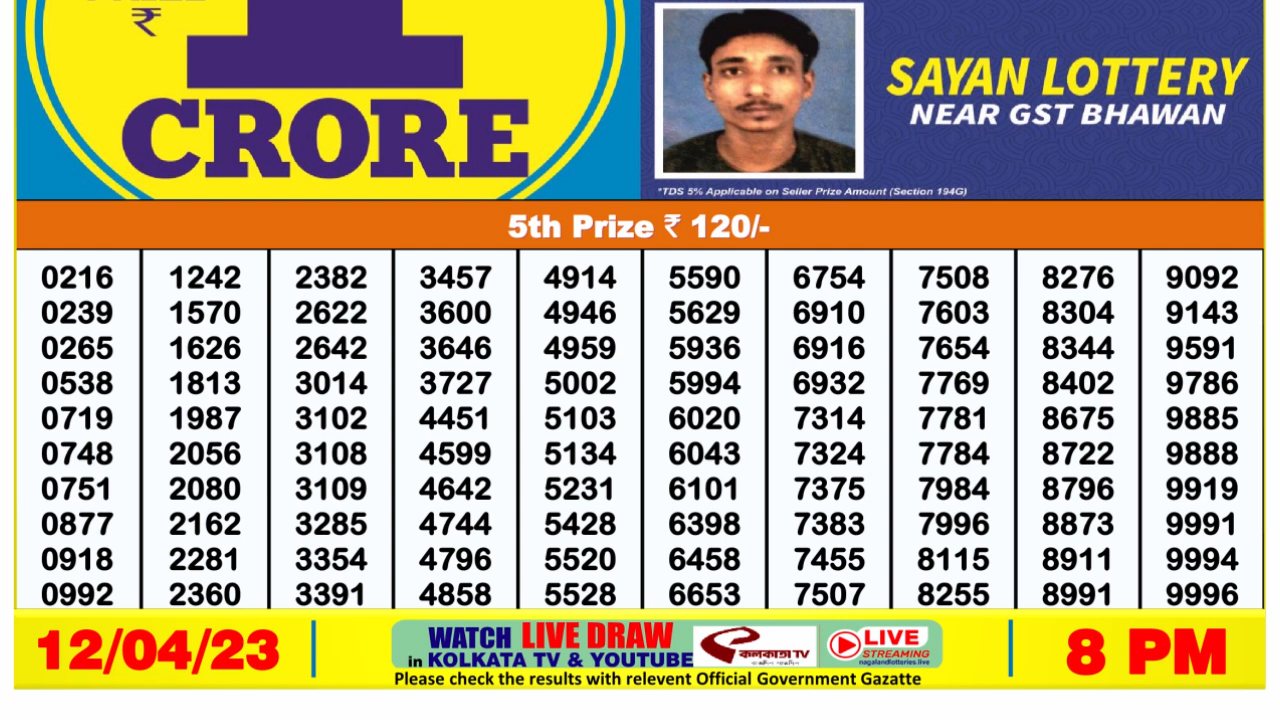 ₹
CRORE
SAYAN LOTTERY
NEAR GST BHAWAN
*TDS 5% Applicable on Seller Prize Amount (Section 194G)
5th Prize ₹ 120/-
0216 1242 2382 3457 4914 5590 6754 7508 8276 9092
0239 1570 2622 3600 4946 5629 6910 7603 8304 9143
0265 1626 2642 3646 4959 5936 6916 7654 8344 9591
0538 1813 3014 3727 5002 5994 6932 7769 8402 9786
0719 1987 3102 4451 5103 6020 7314 7781 8675 9885
0748 2056 3108 4599 5134 6043 7324 7784 8722 9888
0751 2080 3109 4642 5231 6101 7375 7984 8796 9919
0877 2162 3285 4744 5428 6398 7383 7996 8873 9991
0918 2281 3354 4796 5520 6458 7455 8115 8911 9994
0992 2360 3391 4858 5528 6653 7507 8255 8991 9996
12/04/23
WATCH LIVE DRAW
in KOLKATA TV & YOUTUBE
কলকাতা TV
LIVE
STREAMING
nagalandlotteries.live
8 PM
Please check the results with relevent Official Government Gazatte